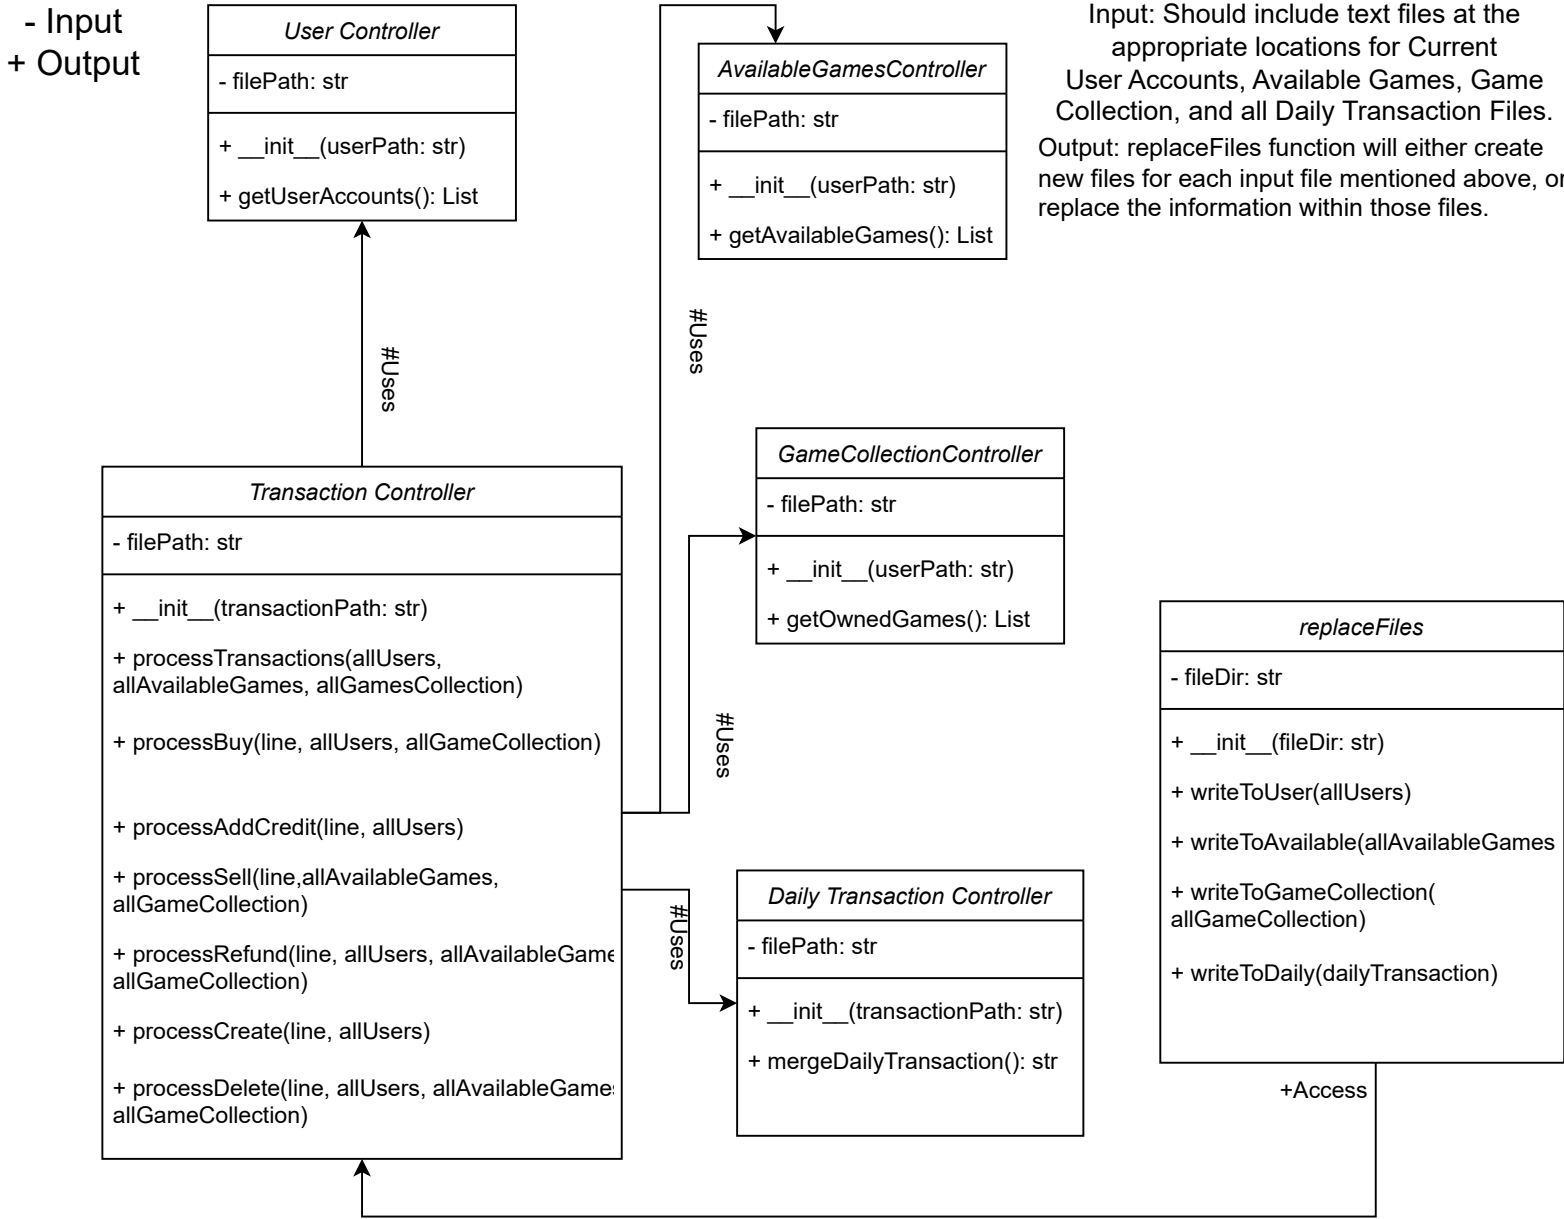 - Input
+ Output
User Controller
- filePath: str
+ __init__(userPath: str)
+ getUserAccounts(): List
AvailableGamesController
- filePath: str
+ __init__(userPath: str)
+ getAvailableGames(): List
Input: Should include text files at the
appropriate locations for Current
User Accounts, Available Games, Game
Collection, and all Daily Transaction Files.
Output: replaceFiles function will either create
new files for each input file mentioned above, or
replace the information within those files.
#Uses
#Uses
Transaction Controller
- filePath: str
+ __init__(transactionPath: str)
+ processTransactions(allUsers,
allAvailableGames, allGamesCollection)
+ processBuy(line, allUsers, allGameCollection)
+ processAddCredit(line, allUsers)
+ processSell(line,allAvailableGames,
allGameCollection)
+ processRefund(line, allUsers, allAvailableGame
allGameCollection)
+ processCreate(line, allUsers)
+ processDelete(line, allUsers, allAvailableGames
allGameCollection)
GameCollectionController
- filePath: str
+ __init__(userPath: str)
+ getOwnedGames(): List
#Uses
#Uses
Daily Transaction Controller
- filePath: str
+ __init__(transactionPath: str)
+ mergeDailyTransaction(): str
replaceFiles
- fileDir: str
+ __init__(fileDir: str)
+ writeToUser(allUsers)
+ writeToAvailable(allAvailableGames
+ writeToGameCollection(
allGameCollection)
+ writeToDaily(dailyTransaction)
+Access